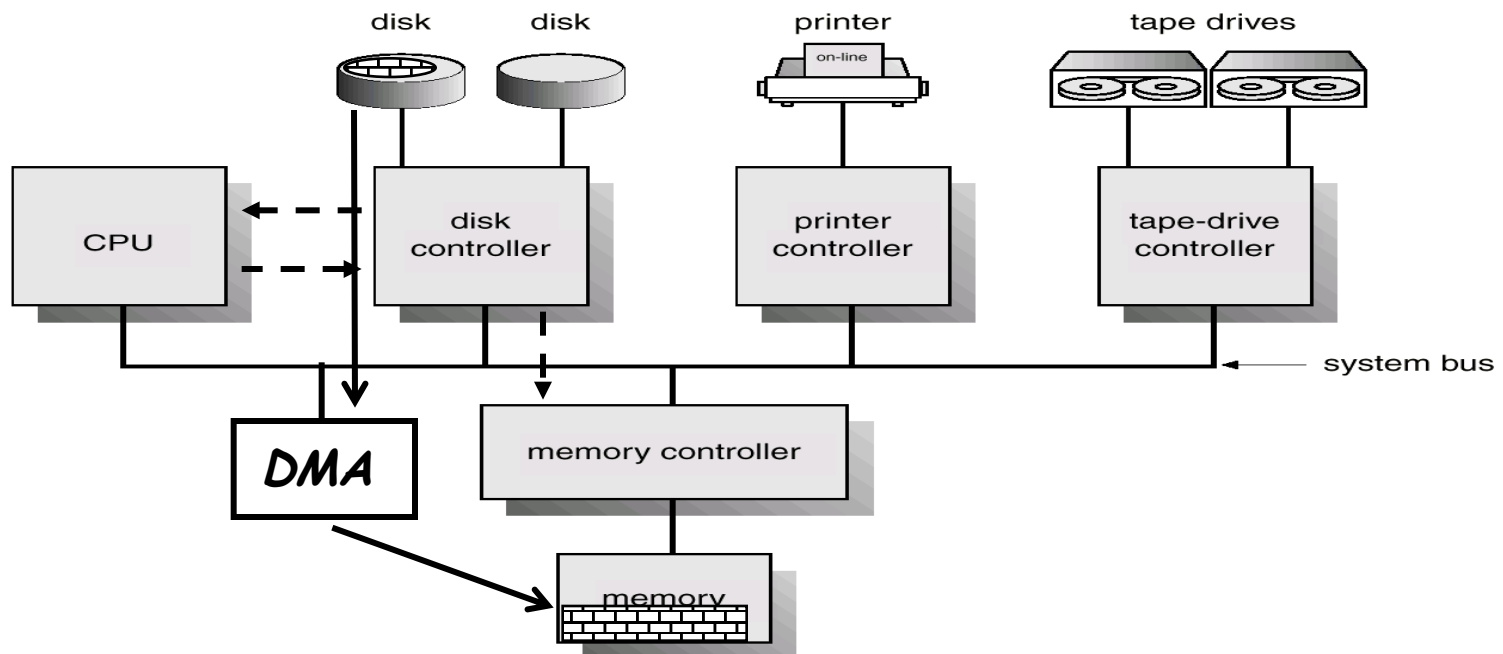 disk
disk
printer
tape drives
on-line
CPU
disk
controller
printer
controller
tape-drive
controller
system bus
DMA
memory controller
memory